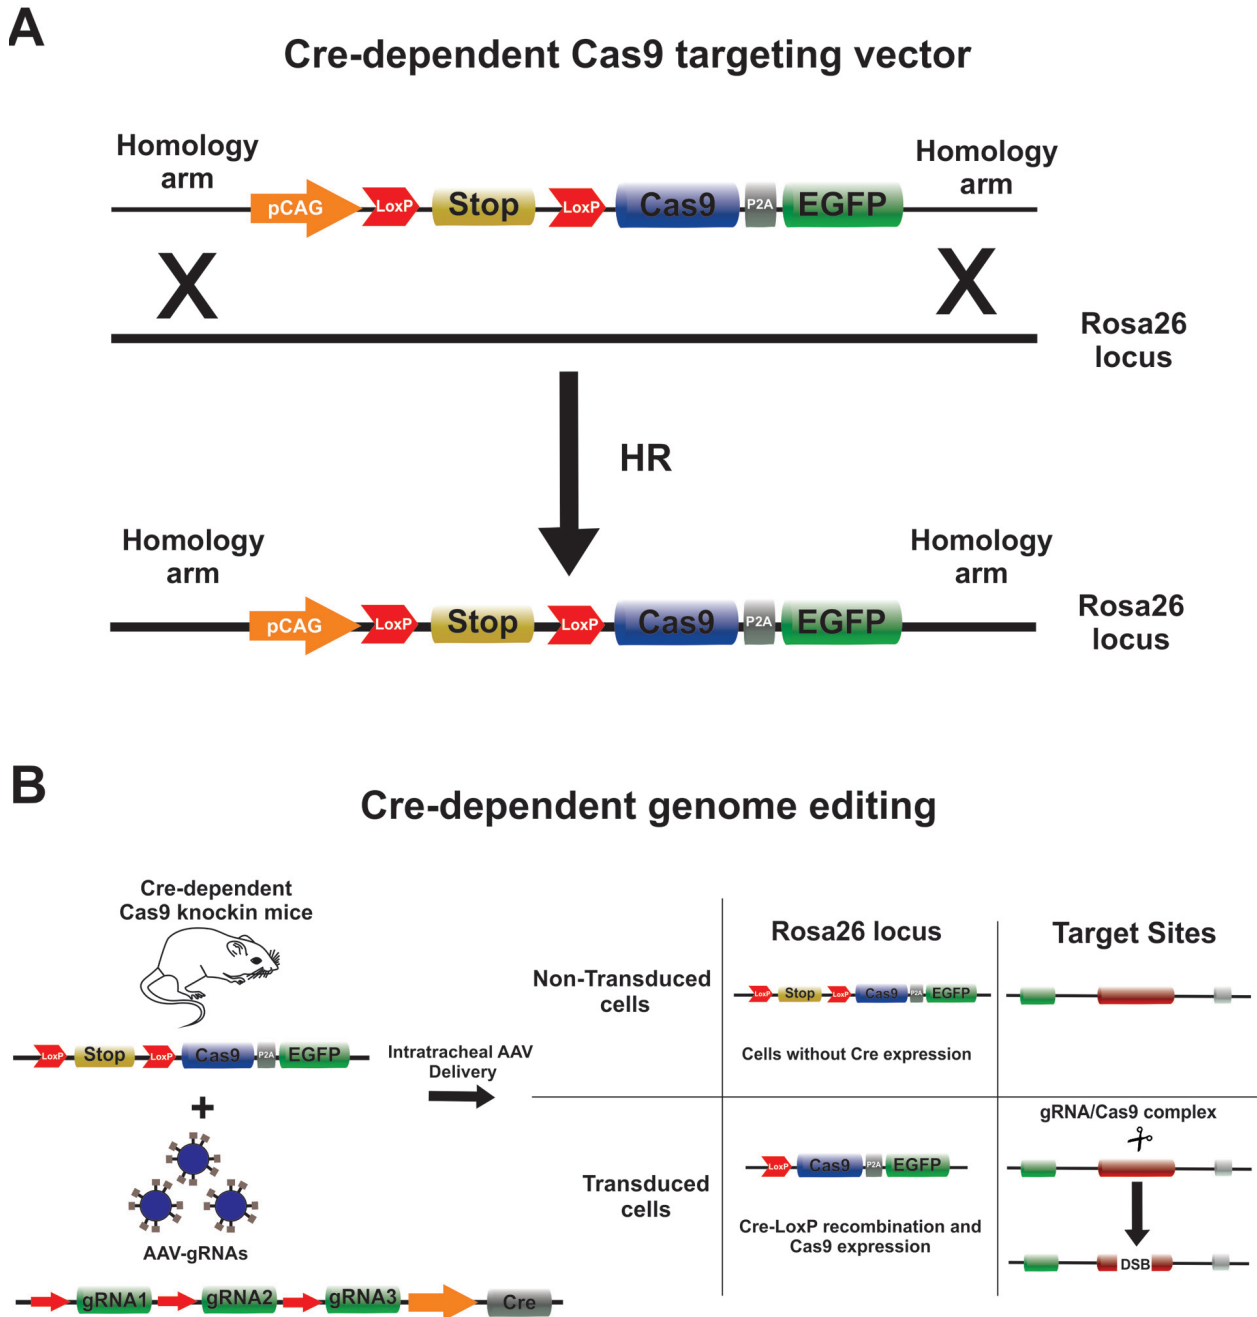 A
Cre-dependent Cas9 targeting vector
Homology
arm
Homology
arm
pCAG LoxP Stop LoxP Cas9 P2A EGFP
X X
Rosa26
locus
HR
Homology
arm
Homology
arm
pCAG LoxP Stop LoxP Cas9 P2A EGFP
Rosa26
locus
B
Cre-dependent genome editing
Cre-dependent
Cas9 knockin mice
LoxP Stop LoxP Cas9 P2A EGFP
+
AAV-gRNAs
gRNA1 gRNA2 gRNA3 Cre
Intratracheal AAV
Delivery
Rosa26 locus
Target Sites
Non-Transduced
cells
LoxP Stop LoxP Cas9 P2A EGFP
Cells without Cre expression
Transduced
cells
LoxP Cas9 P2A EGFP
Cre-LoxP recombination and
Cas9 expression
gRNA/Cas9 complex
DSB